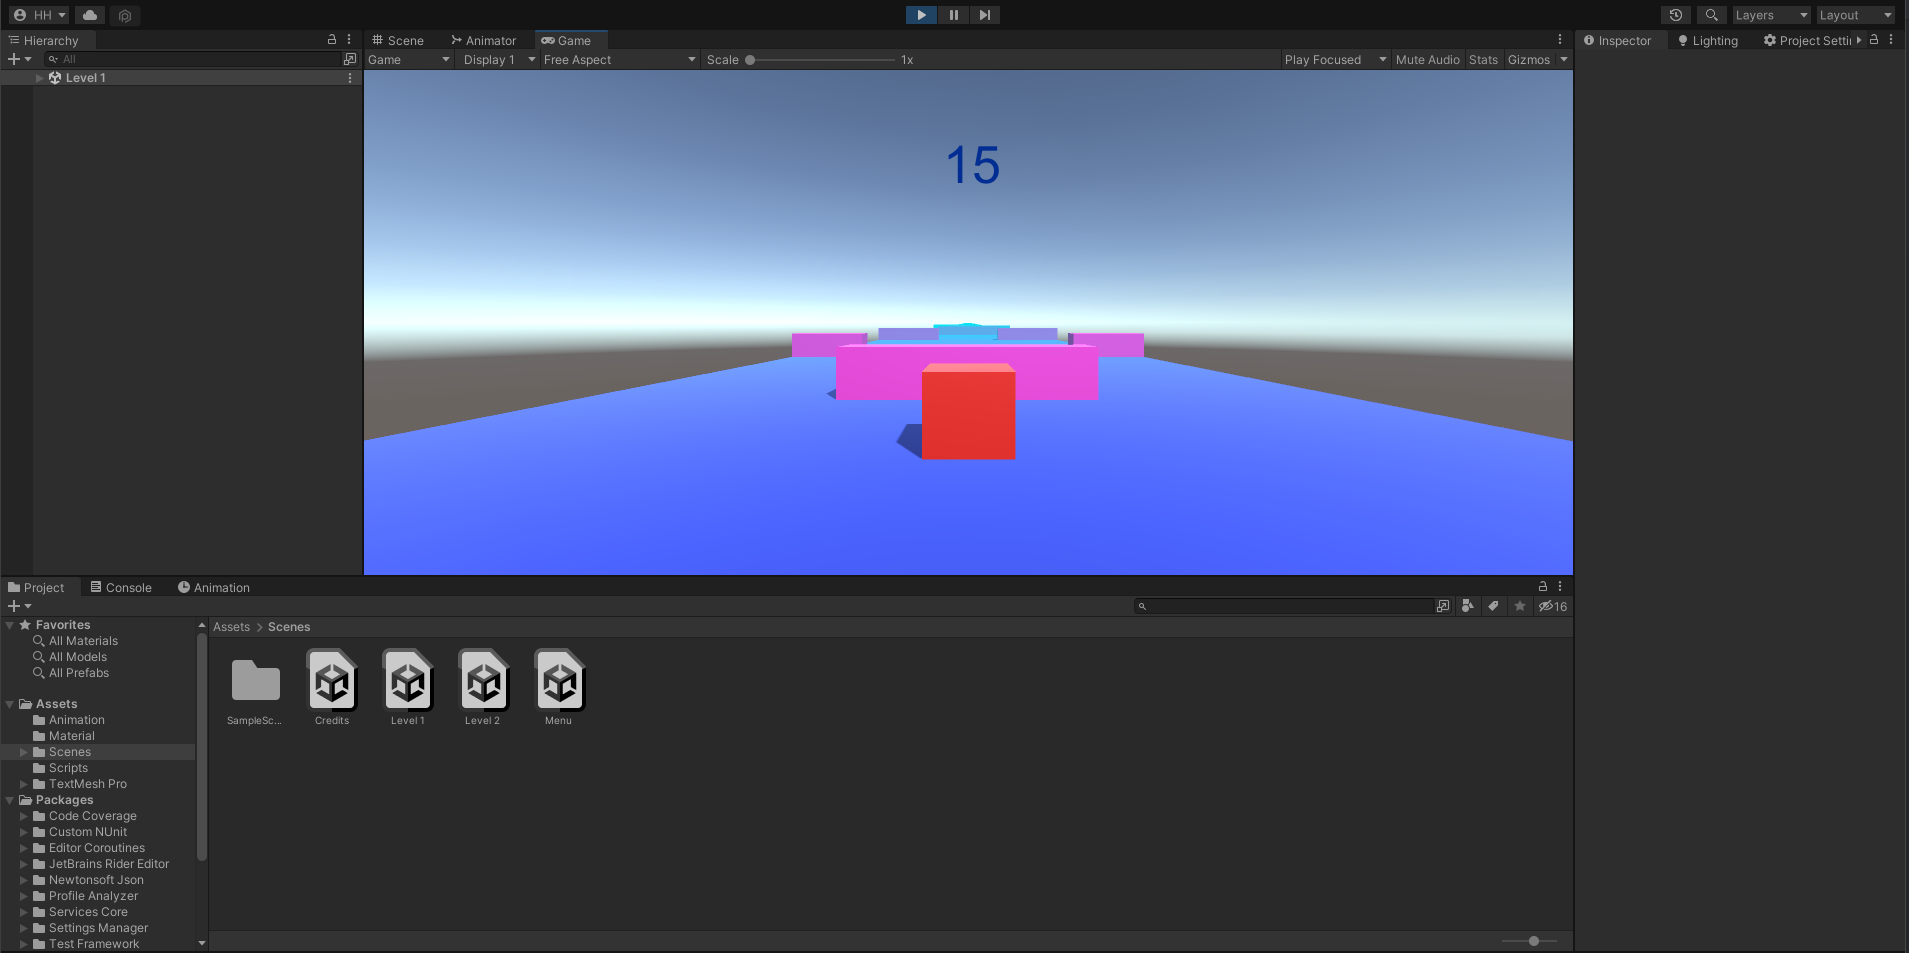 HH
Layers
Layout
Hierarchy
Scene
Animator
Game
Inspector
Lighting
Project Settin
All
Game
Display 1
Free Aspect
Scale
1x
Play Focused
Mute Audio
Stats
Gizmos
Level 1
15
Project
Console
Animation
16
Favorites
All Materials
All Models
All Prefabs
Assets
Animation
Material
Scenes
Scripts
TextMesh Pro
Packages
Code Coverage
Custom NUnit
Editor Coroutines
JetBrains Rider Editor
Newtonsoft Json
Profile Analyzer
Services Core
Settings Manager
Test Framework
Assets > Scenes
SampleSc...
Credits
Level 1
Level 2
Menu